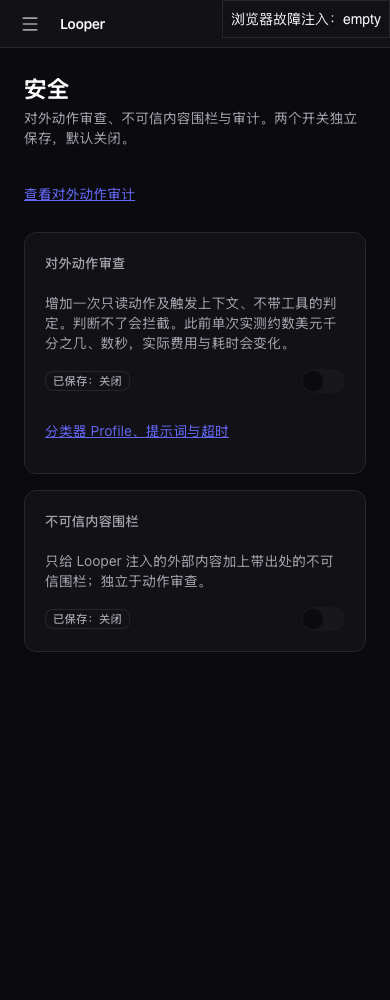 Looper
浏览器故障注入：empty
安全
对外动作审查、不可信内容围栏与审计。两个开关独立
保存，默认关闭。
查看对外动作审计
对外动作审查
增加一次只读动作及触发上下文、不带工具的判
定。判断不了会拦截。此前单次实测约数美元千
分之几、数秒，实际费用与耗时会变化。
已保存：关闭
分类器 Profile、提示词与超时
不可信内容围栏
只给 Looper 注入的外部内容加上带出处的不可
信围栏；独立于动作审查。
已保存：关闭